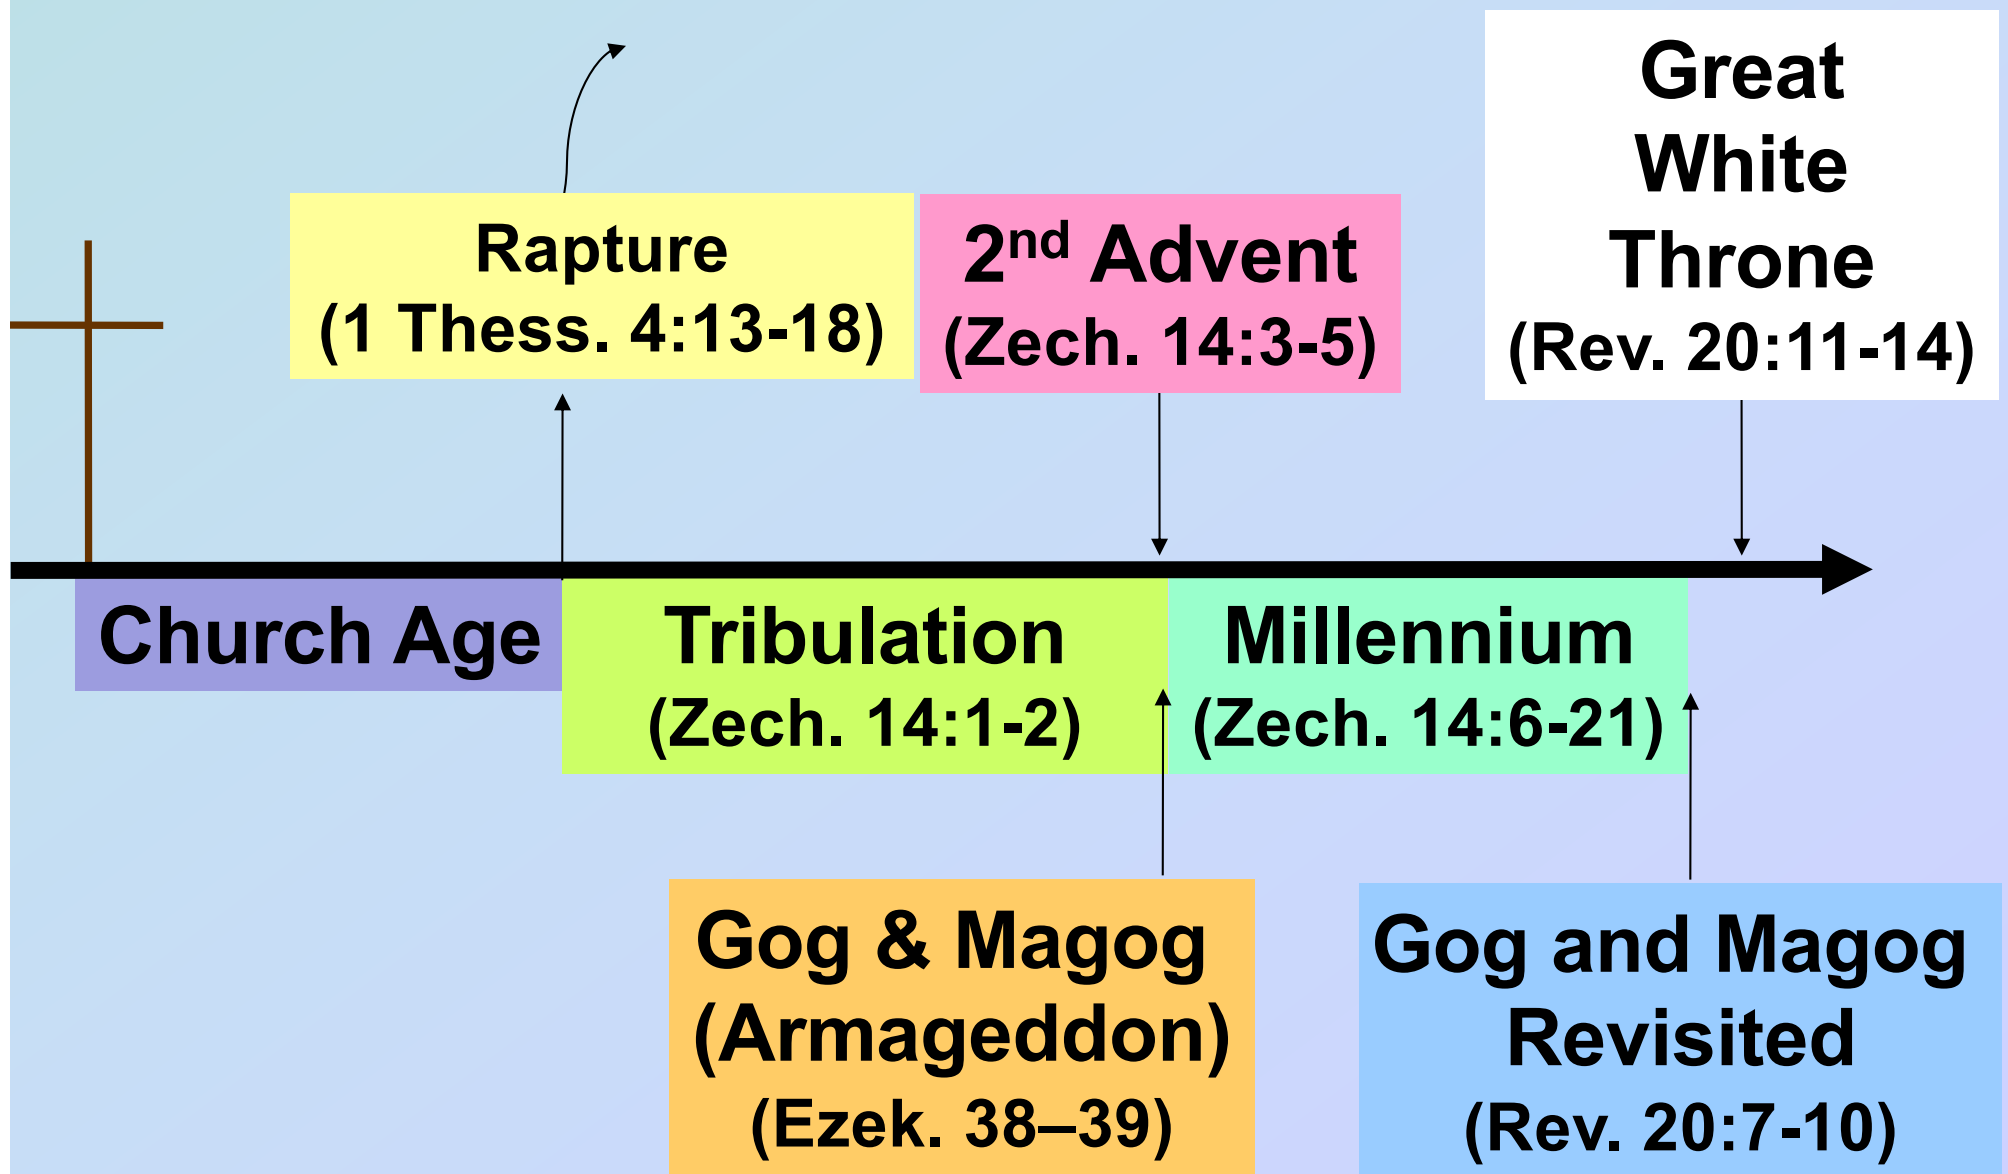 Great
White
Throne
(Rev. 20:11-14)
Rapture
(1 Thess. 4:13-18)
2nd Advent
(Zech. 14:3-5)
Church Age
Tribulation
(Zech. 14:1-2)
Millennium
(Zech. 14:6-21)
Gog & Magog
(Armageddon)
(Ezek. 38–39)
Gog and Magog
Revisited
(Rev. 20:7-10)